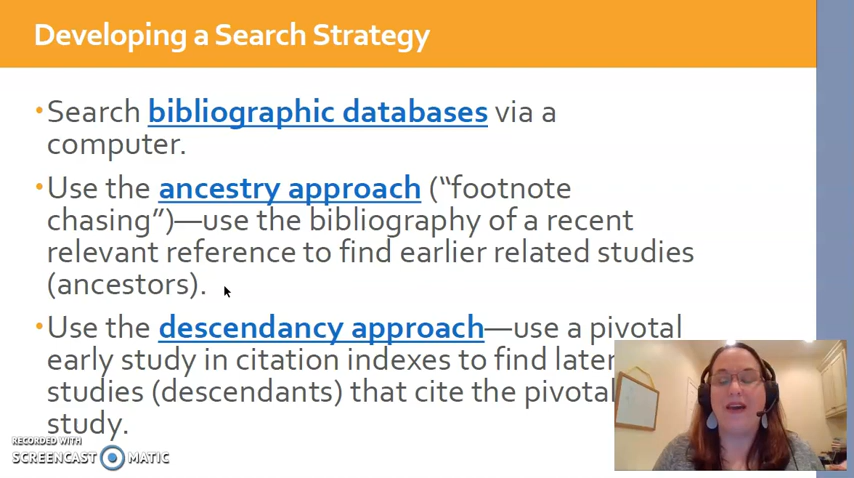 Developing a Search Strategy
•Search bibliographic databases via a
computer.
•Use the ancestry approach (“footnote
chasing”)—use the bibliography of a recent
relevant reference to find earlier related studies
(ancestors).
•Use the descendancy approach—use a pivotal
early study in citation indexes to find later
studies (descendants) that cite the pivotal
study.
RECORDED WITH
SCREENCAST MATIC